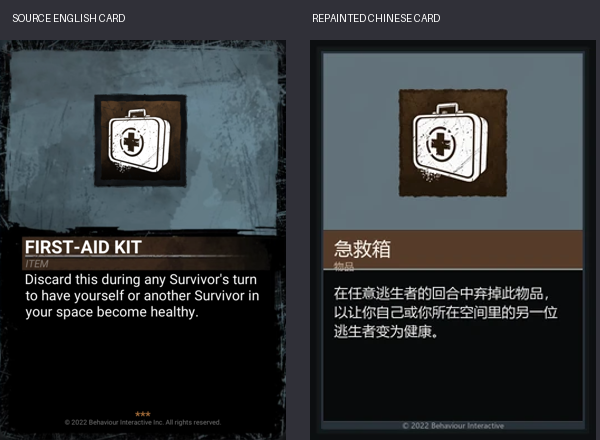 SOURCE ENGLISH CARD
REPAINTED CHINESE CARD
FIRST-AID KIT
ITEM
Discard this during any Survivor's turn
to have yourself or another Survivor in
your space become healthy.
***
© 2022 Behaviour Interactive Inc. All rights reserved.
急救箱
物品
在任意逃生者的回合中弃掉此物品，
以让你自己或你所在空间里的另一位
逃生者变为健康。
© 2022 Behaviour Interactive